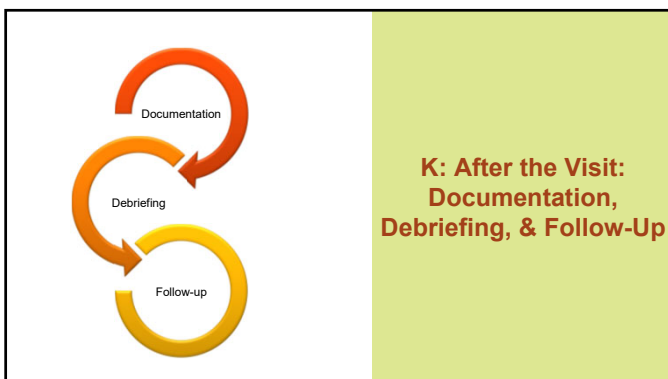 Documentation
Debriefing
Follow-up
K: After the Visit:
Documentation,
Debriefing, & Follow-Up